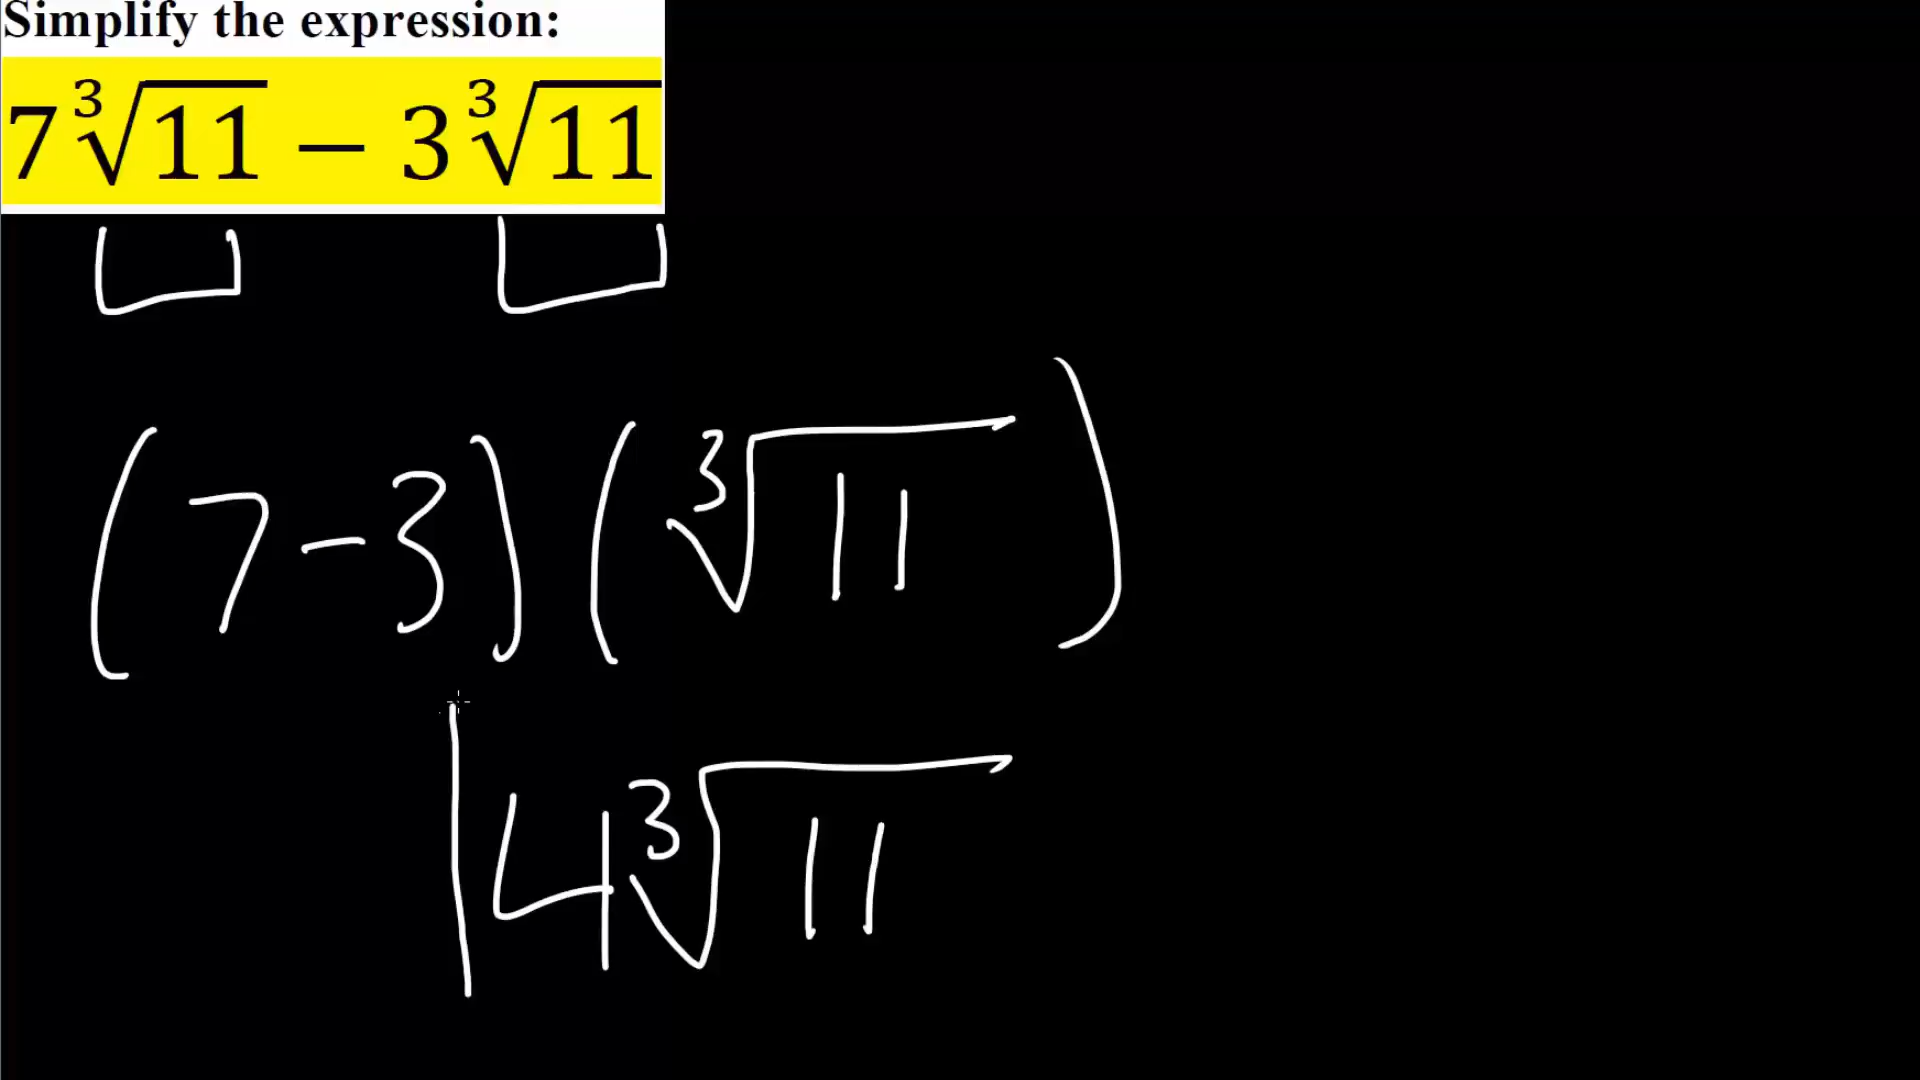 Simplify the expression:
7∛11 − 3∛11
(7-3)(∛11)
4∛11